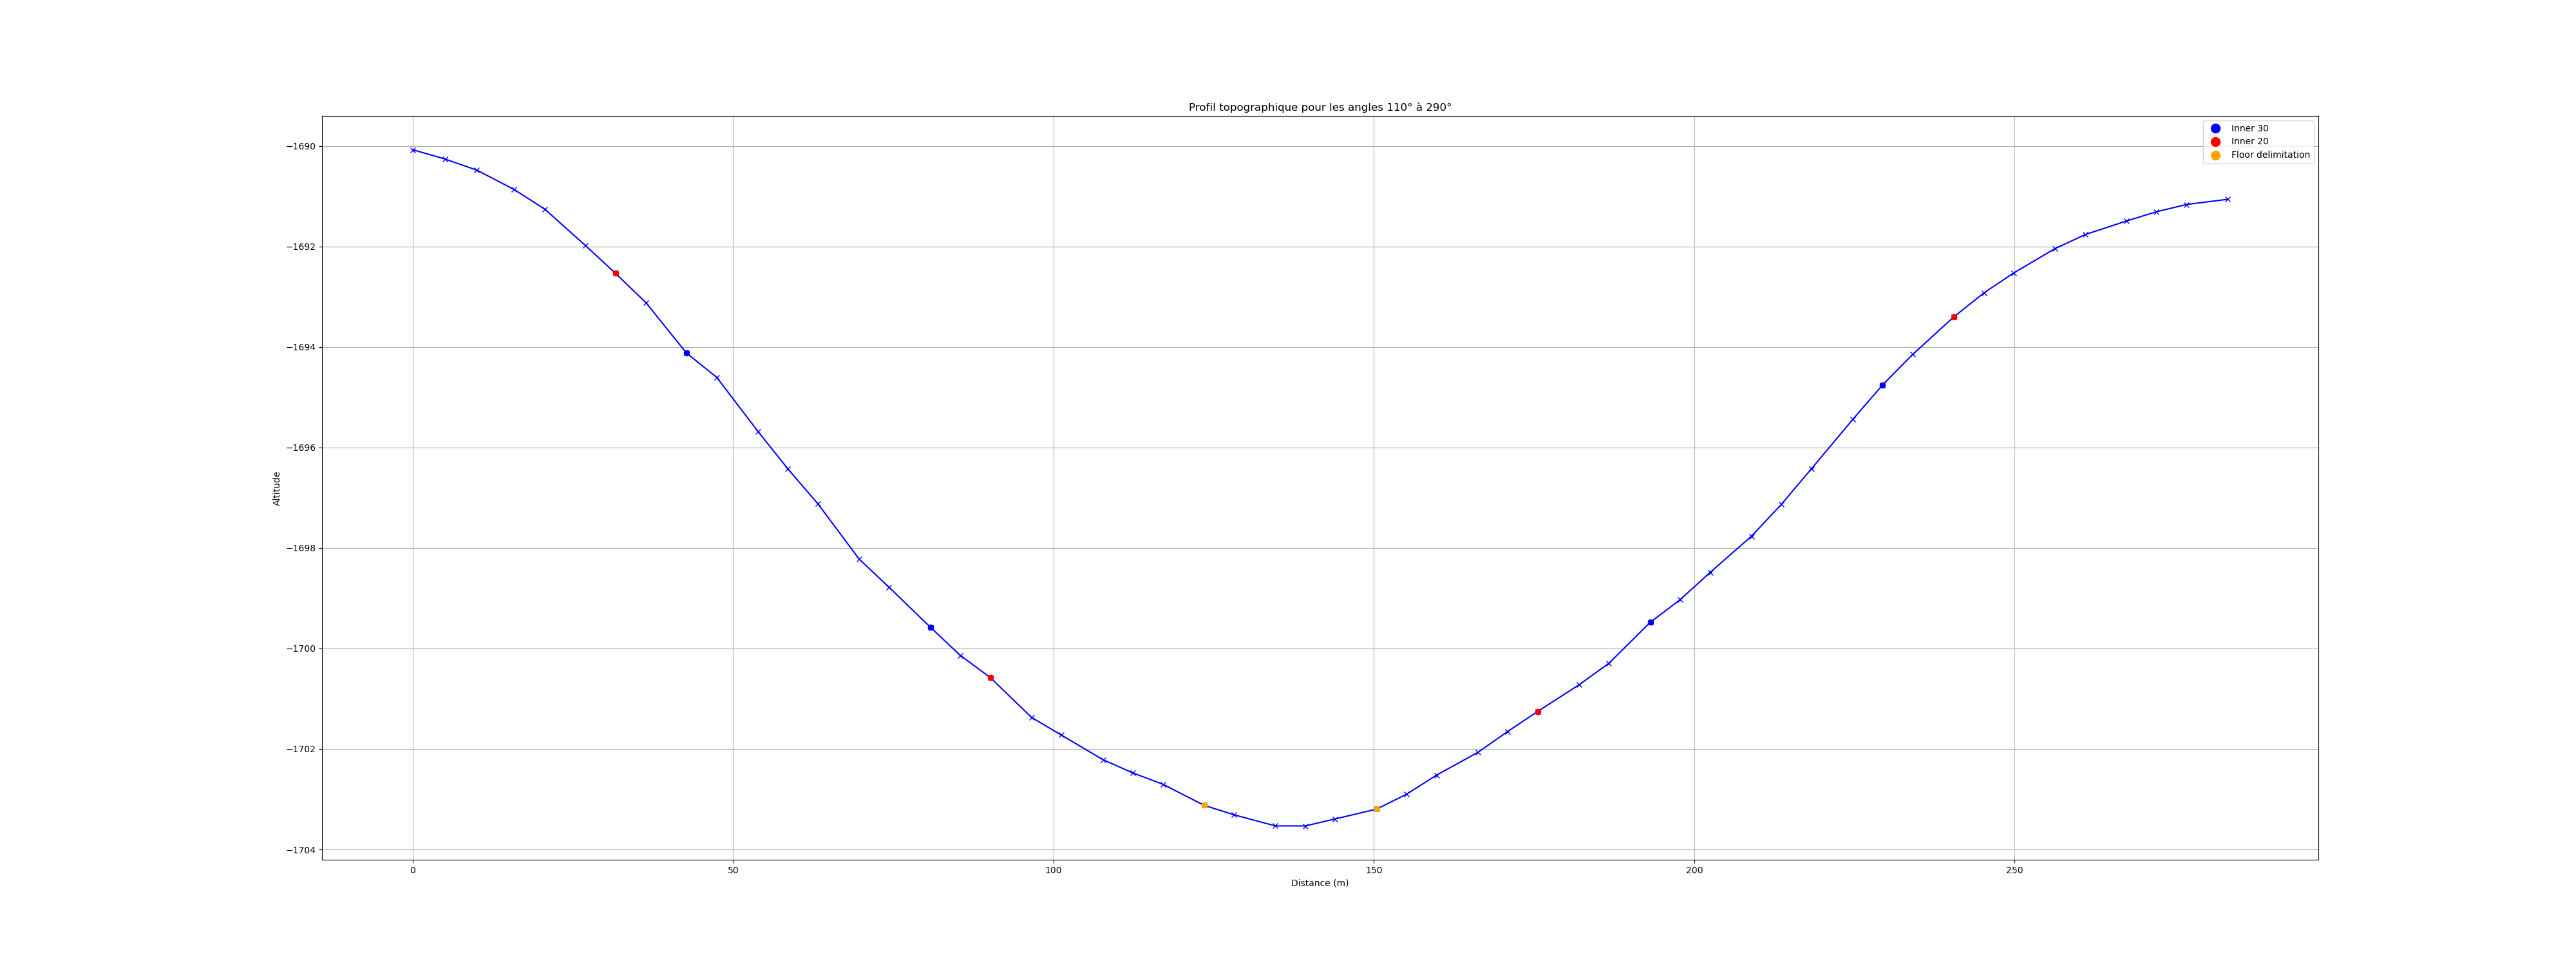 Profil topographique pour les angles 110° à 290°
Inner 30
Inner 20
Floor delimitation
−1690
−1692
−1694
−1696
−1698
−1700
−1702
−1704
Altitude
0 50 100 150 200 250
Distance (m)